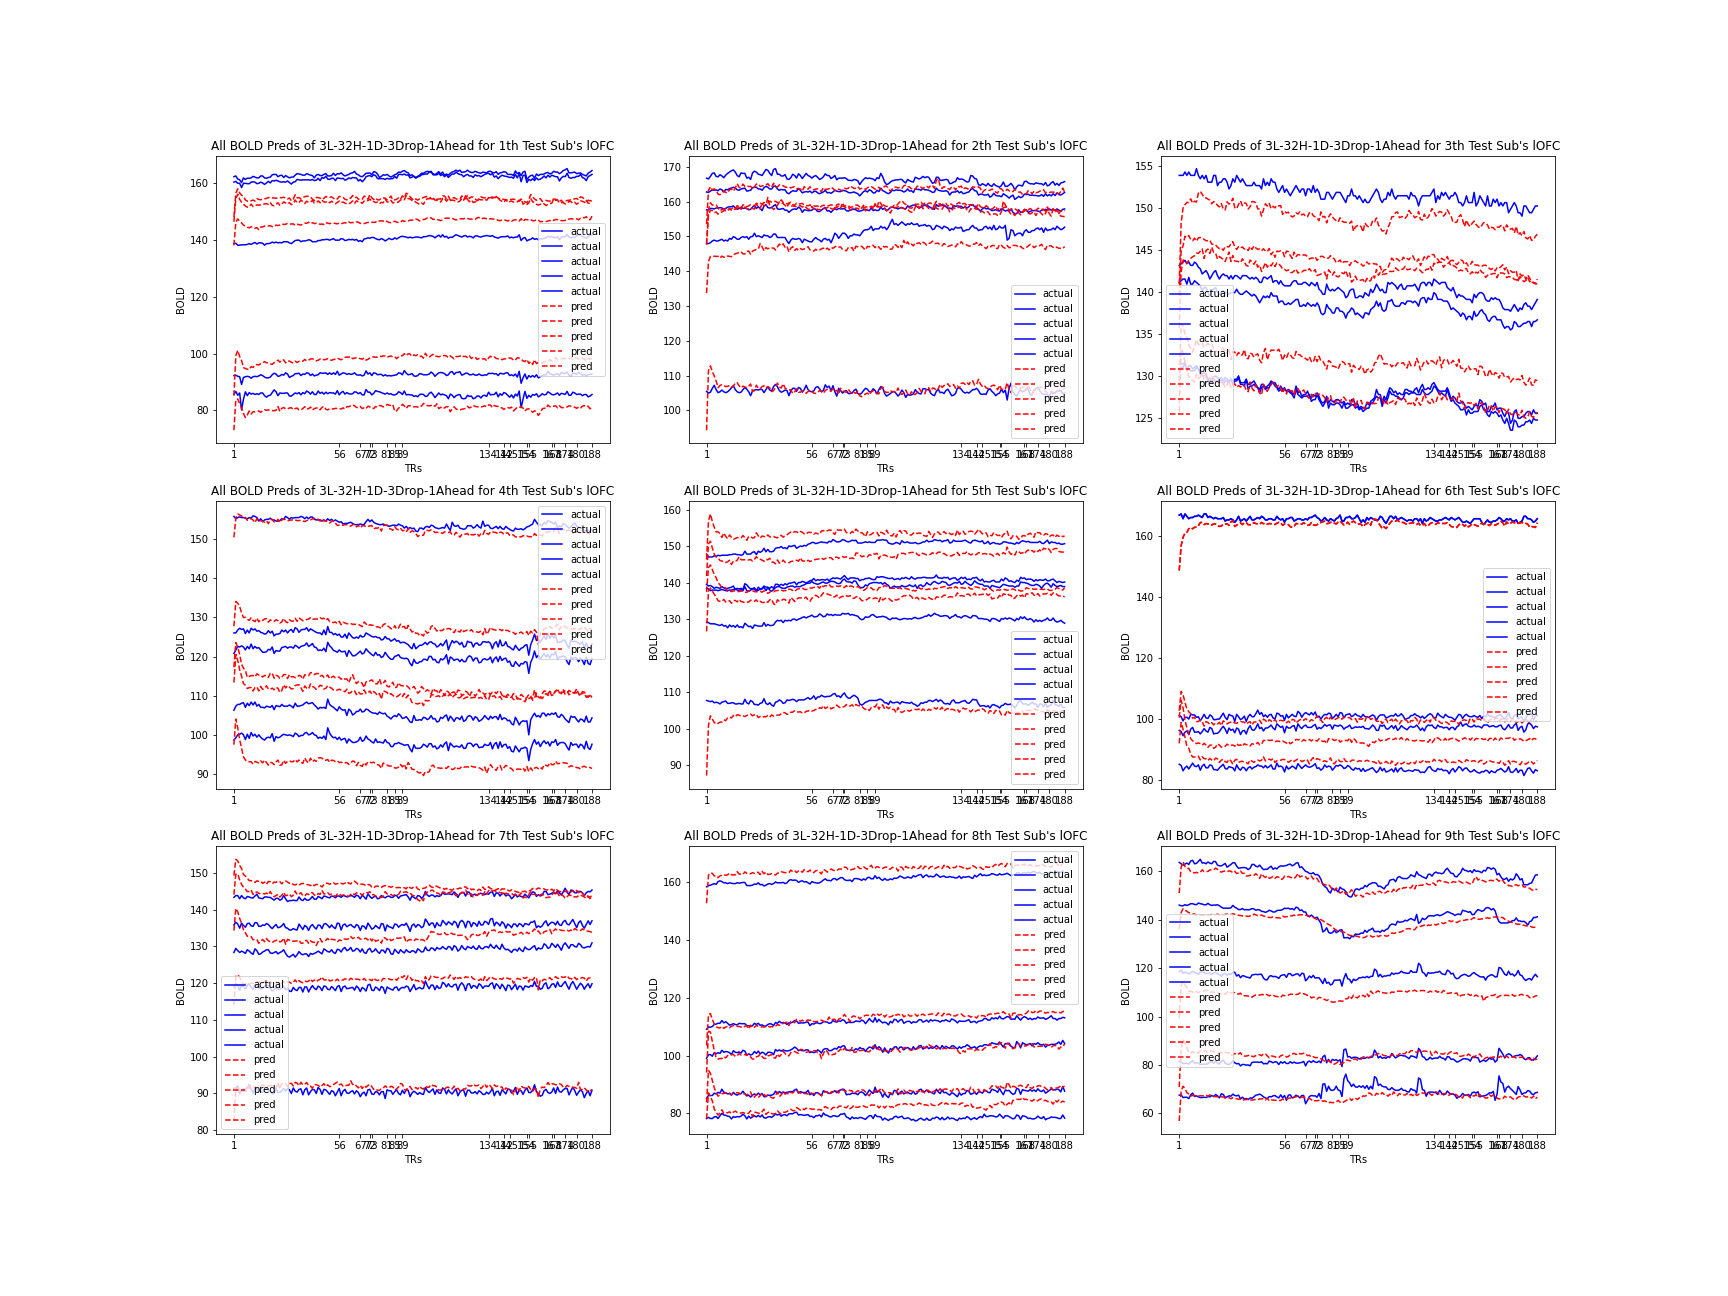 All BOLD Preds of 3L-32H-1D-3Drop-1Ahead for 1th Test Sub's lOFC
BOLD
160
140
120
100
80
actual
actual
actual
actual
actual
pred
pred
pred
pred
pred
1 56
TRs
All BOLD Preds of 3L-32H-1D-3Drop-1Ahead for 2th Test Sub's lOFC
BOLD
170
160
150
140
130
120
110
100
actual
actual
actual
actual
actual
pred
pred
pred
pred
pred
1 56
TRs
All BOLD Preds of 3L-32H-1D-3Drop-1Ahead for 3th Test Sub's lOFC
BOLD
155
150
145
140
135
130
125
actual
actual
actual
actual
actual
pred
pred
pred
pred
pred
1 56
TRs
All BOLD Preds of 3L-32H-1D-3Drop-1Ahead for 4th Test Sub's lOFC
BOLD
150
140
130
120
110
100
90
actual
actual
actual
actual
actual
pred
pred
pred
pred
pred
1 56
TRs
All BOLD Preds of 3L-32H-1D-3Drop-1Ahead for 5th Test Sub's lOFC
BOLD
160
150
140
130
120
110
100
90
actual
actual
actual
actual
actual
pred
pred
pred
pred
pred
1 56
TRs
All BOLD Preds of 3L-32H-1D-3Drop-1Ahead for 6th Test Sub's lOFC
BOLD
160
140
120
100
80
actual
actual
actual
actual
actual
pred
pred
pred
pred
pred
1 56
TRs
All BOLD Preds of 3L-32H-1D-3Drop-1Ahead for 7th Test Sub's lOFC
BOLD
150
140
130
120
110
100
90
80
actual
actual
actual
actual
actual
pred
pred
pred
pred
pred
1 56
TRs
All BOLD Preds of 3L-32H-1D-3Drop-1Ahead for 8th Test Sub's lOFC
BOLD
160
140
120
100
80
actual
actual
actual
actual
actual
pred
pred
pred
pred
pred
1 56
TRs
All BOLD Preds of 3L-32H-1D-3Drop-1Ahead for 9th Test Sub's lOFC
BOLD
160
140
120
100
80
60
actual
actual
actual
actual
actual
pred
pred
pred
pred
pred
1 56
TRs